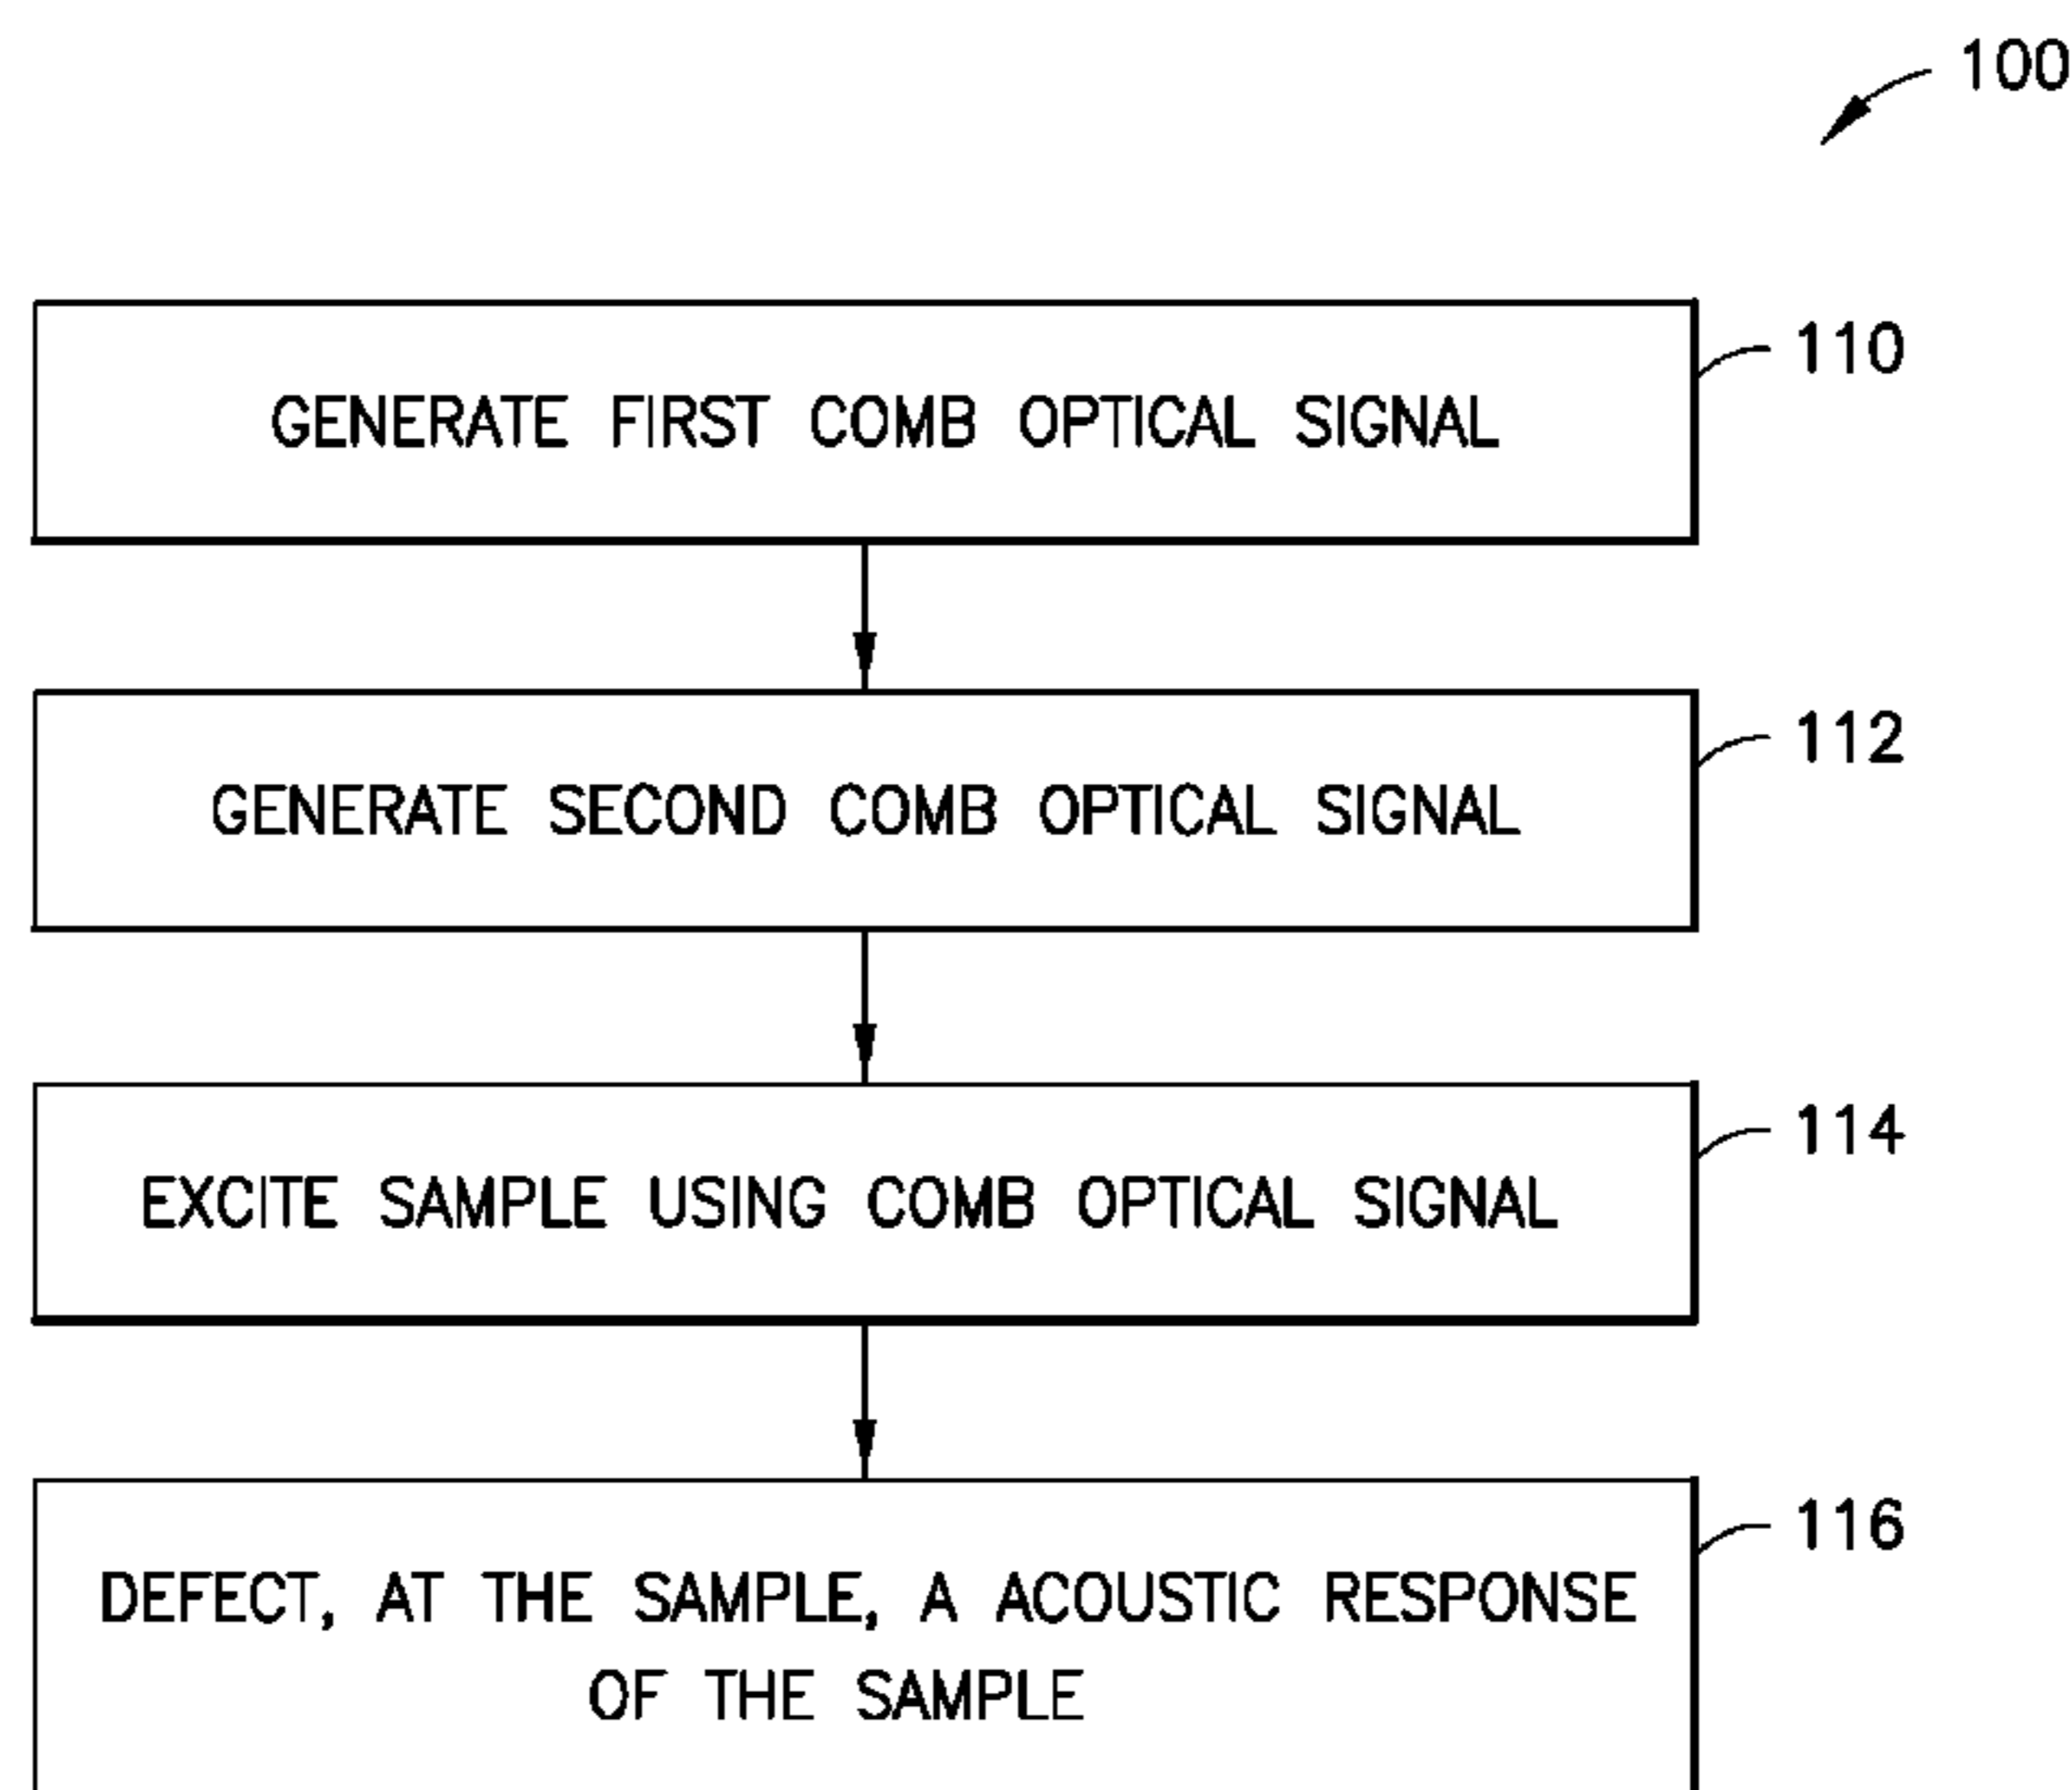 100
GENERATE FIRST COMB OPTICAL SIGNAL
110
GENERATE SECOND COMB OPTICAL SIGNAL
112
EXCITE SAMPLE USING COMB OPTICAL SIGNAL
114
DEFECT, AT THE SAMPLE, A ACOUSTIC RESPONSE
OF THE SAMPLE
116